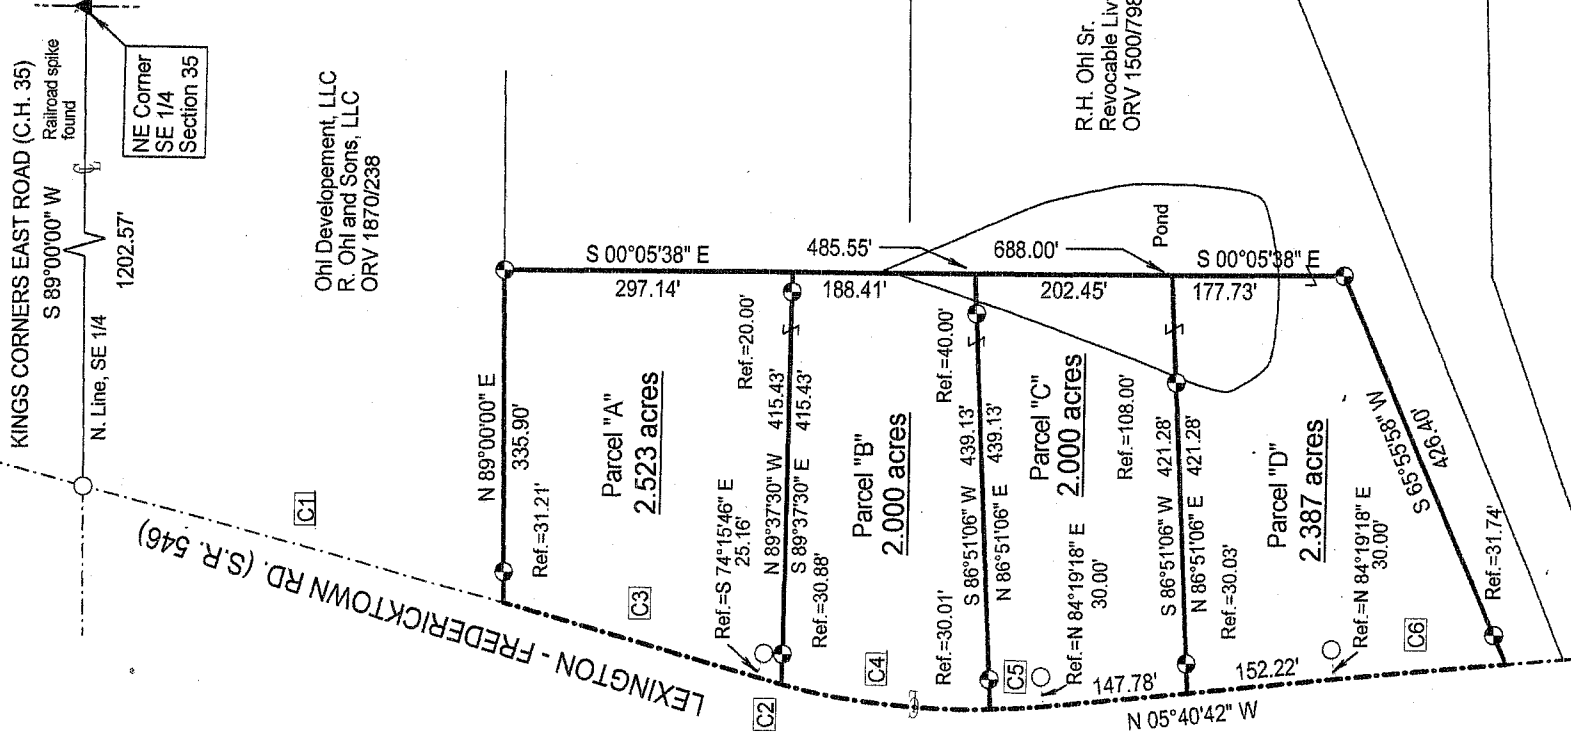 KINGS CORNERS EAST ROAD (C.H. 35)
S 89°00'00" W
Railroad spike
found
1202.57'
N. Line, SE 1/4
NE Corner
SE 1/4
Section 35
Ohl Developement, LLC
R. Ohl and Sons, LLC
ORV 1870/238
R.H. Ohl Sr.
Revocable Liv
ORV 1500/798
LEXINGTON - FREDERICKTOWN RD. (S.R. 546)
C1
N 89°00'00" E
335.90'
Ref.=31.21'
S 00°05'38" E
297.14'
Parcel "A"
2.523 acres
C3
Ref.=S 74°15'46" E
25.16'
Ref.=20.00'
N 89°37'30" W 415.43'
S 89°37'30" E 415.43'
Ref.=30.88'
C2
188.41'
485.55'
Parcel "B"
2.000 acres
C4
Ref.=40.00'
Ref.=30.01'
S 86°51'06" W 439.13'
N 86°51'06" E 439.13'
C5
688.00'
202.45'
Parcel "C"
2.000 acres
Ref.=N 84°19'18" E
30.00'
Ref.=108.00'
147.78'
S 86°51'06" W 421.28'
N 86°51'06" E 421.28'
Ref.=30.03'
Pond
S 00°05'38" E
177.73'
Parcel "D"
2.387 acres
152.22'
N 05°40'42" W
Ref.=N 84°19'18" E
30.00'
C6
S 65°55'58" W
426.40'
Ref.=31.74'